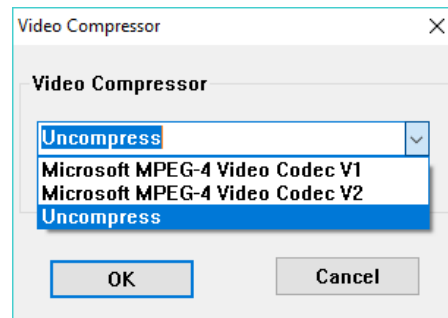 Video Compressor
Video Compressor
Uncompress
Microsoft MPEG-4 Video Codec V1
Microsoft MPEG-4 Video Codec V2
Uncompress
OK Cancel